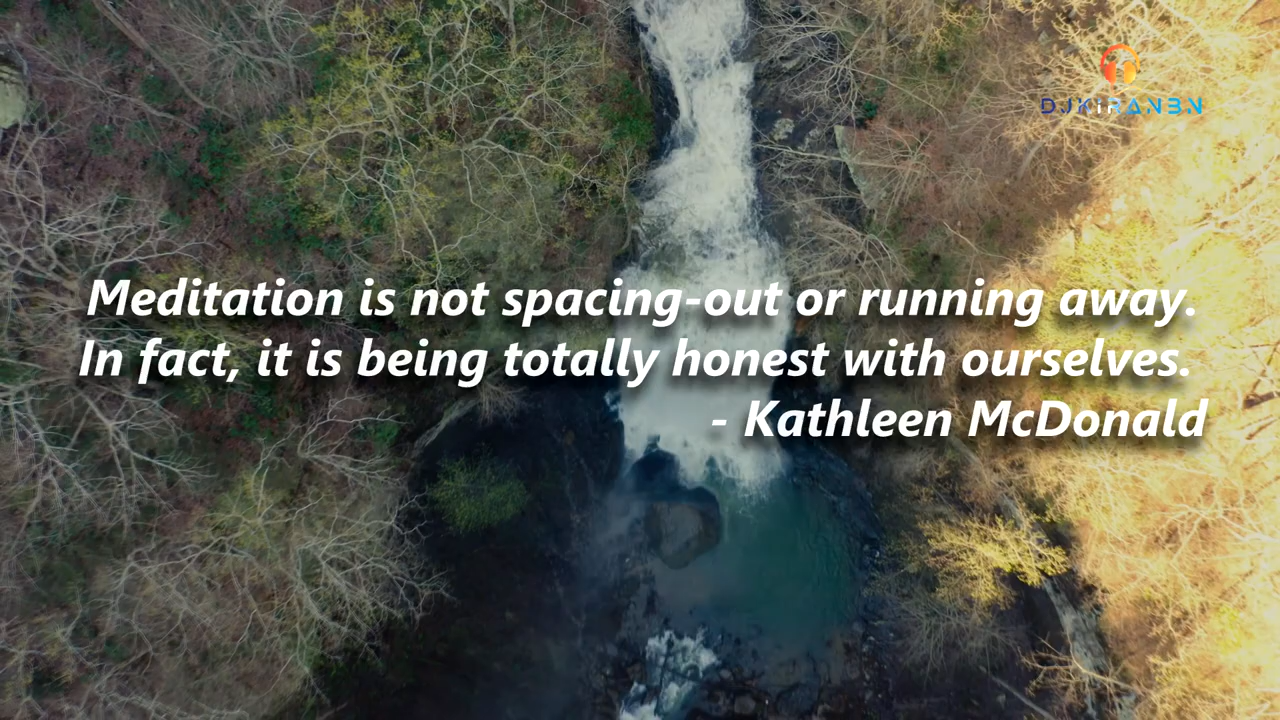 DJKiRANBN
Meditation is not spacing-out or running away.
In fact, it is being totally honest with ourselves.
- Kathleen McDonald